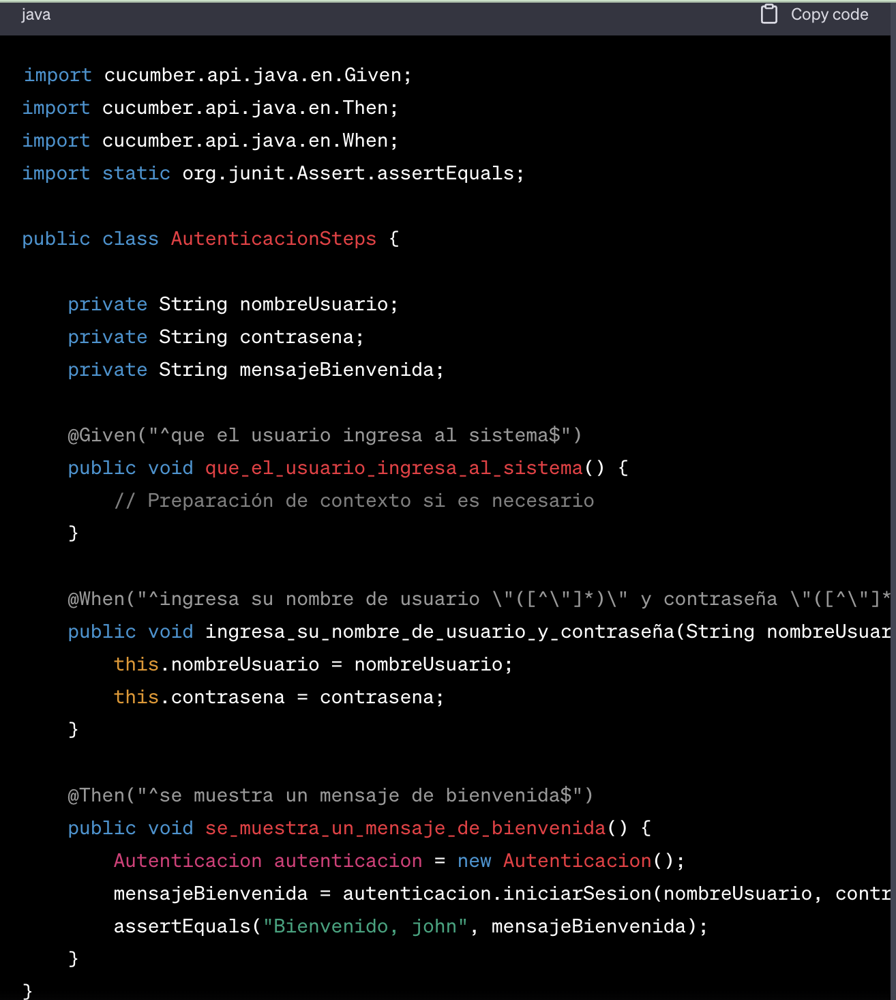 java
Copy code
import cucumber.api.java.en.Given;
import cucumber.api.java.en.Then;
import cucumber.api.java.en.When;
import static org.junit.Assert.assertEquals;
public class AutenticacionSteps {
private String nombreUsuario;
private String contrasena;
private String mensajeBienvenida;
@Given("^que el usuario ingresa al sistema$")
public void que_el_usuario_ingresa_al_sistema() {
// Preparación de contexto si es necesario
}
@When("^ingresa su nombre de usuario \"([^\"]*)\" y contraseña \"([^\"]*
public void ingresa_su_nombre_de_usuario_y_contraseña(String nombreUsuar
this.nombreUsuario = nombreUsuario;
this.contrasena = contrasena;
}
@Then("^se muestra un mensaje de bienvenida$")
public void se_muestra_un_mensaje_de_bienvenida() {
Autenticacion autenticacion = new Autenticacion();
mensajeBienvenida = autenticacion.iniciarSesion(nombreUsuario, contr
assertEquals("Bienvenido, john", mensajeBienvenida);
}
}